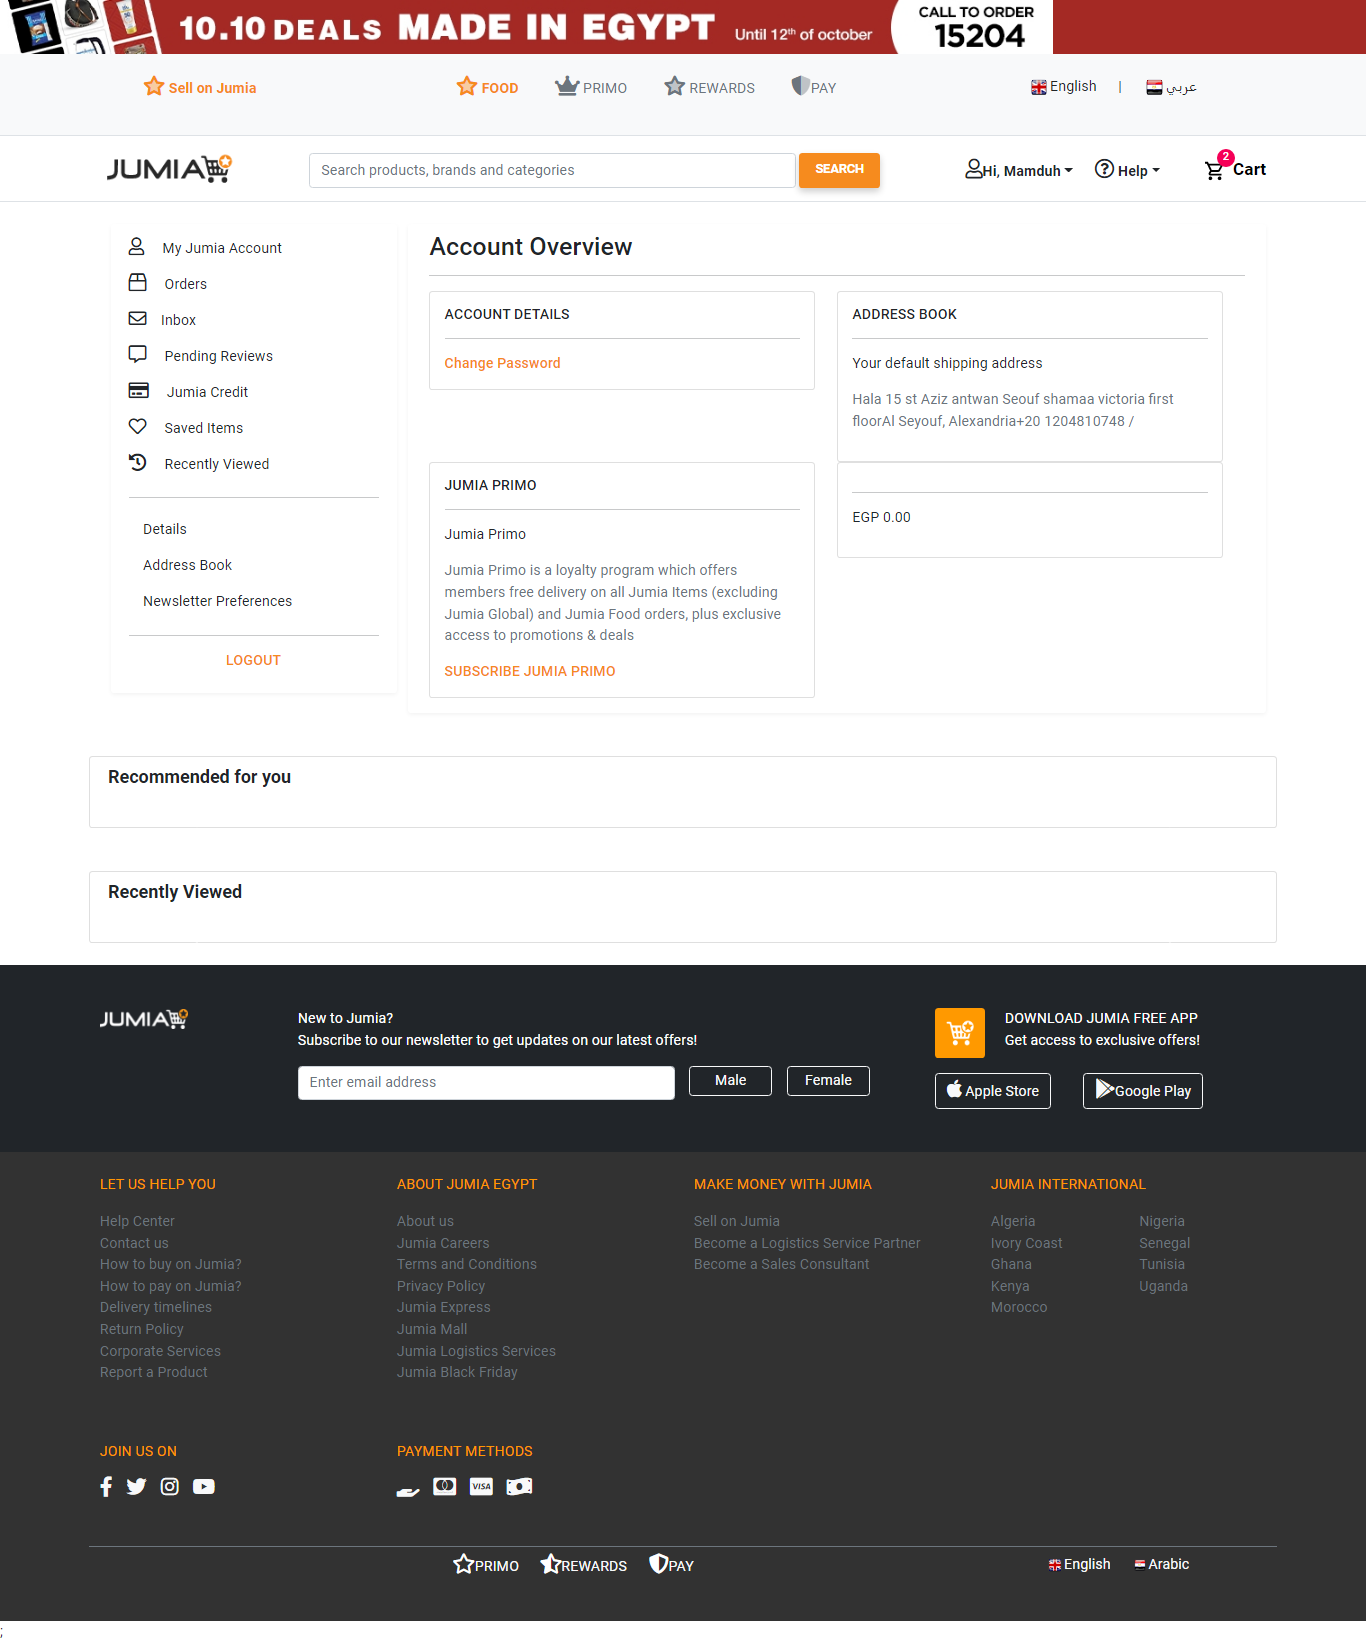 10.10 DEALS MADE IN EGYPT Until 12th of october CALL TO ORDER
15204
Sell on Jumia FOOD PRIMO REWARDS PAY English | عربي
JUMIA Search products, brands and categories SEARCH Hi, Mamduh Help 2 Cart
My Jumia Account
Orders
Inbox
Pending Reviews
Jumia Credit
Saved Items
Recently Viewed
Details
Address Book
Newsletter Preferences
LOGOUT
Account Overview
ACCOUNT DETAILS
Change Password
ADDRESS BOOK
Your default shipping address
Hala 15 st Aziz antwan Seouf shamaa victoria first
floorAl Seyouf, Alexandria+20 1204810748 /
JUMIA PRIMO
Jumia Primo
Jumia Primo is a loyalty program which offers
members free delivery on all Jumia Items (excluding
Jumia Global) and Jumia Food orders, plus exclusive
access to promotions & deals
SUBSCRIBE JUMIA PRIMO
EGP 0.00
Recommended for you
Recently Viewed
JUMIA
New to Jumia?
Subscribe to our newsletter to get updates on our latest offers!
Enter email address Male Female
DOWNLOAD JUMIA FREE APP
Get access to exclusive offers!
Apple Store Google Play
LET US HELP YOU
Help Center
Contact us
How to buy on Jumia?
How to pay on Jumia?
Delivery timelines
Return Policy
Corporate Services
Report a Product
ABOUT JUMIA EGYPT
About us
Jumia Careers
Terms and Conditions
Privacy Policy
Jumia Express
Jumia Mall
Jumia Logistics Services
Jumia Black Friday
MAKE MONEY WITH JUMIA
Sell on Jumia
Become a Logistics Service Partner
Become a Sales Consultant
JUMIA INTERNATIONAL
Algeria
Ivory Coast
Ghana
Kenya
Morocco
Nigeria
Senegal
Tunisia
Uganda
JOIN US ON
PAYMENT METHODS
VISA
PRIMO REWARDS PAY English Arabic
;